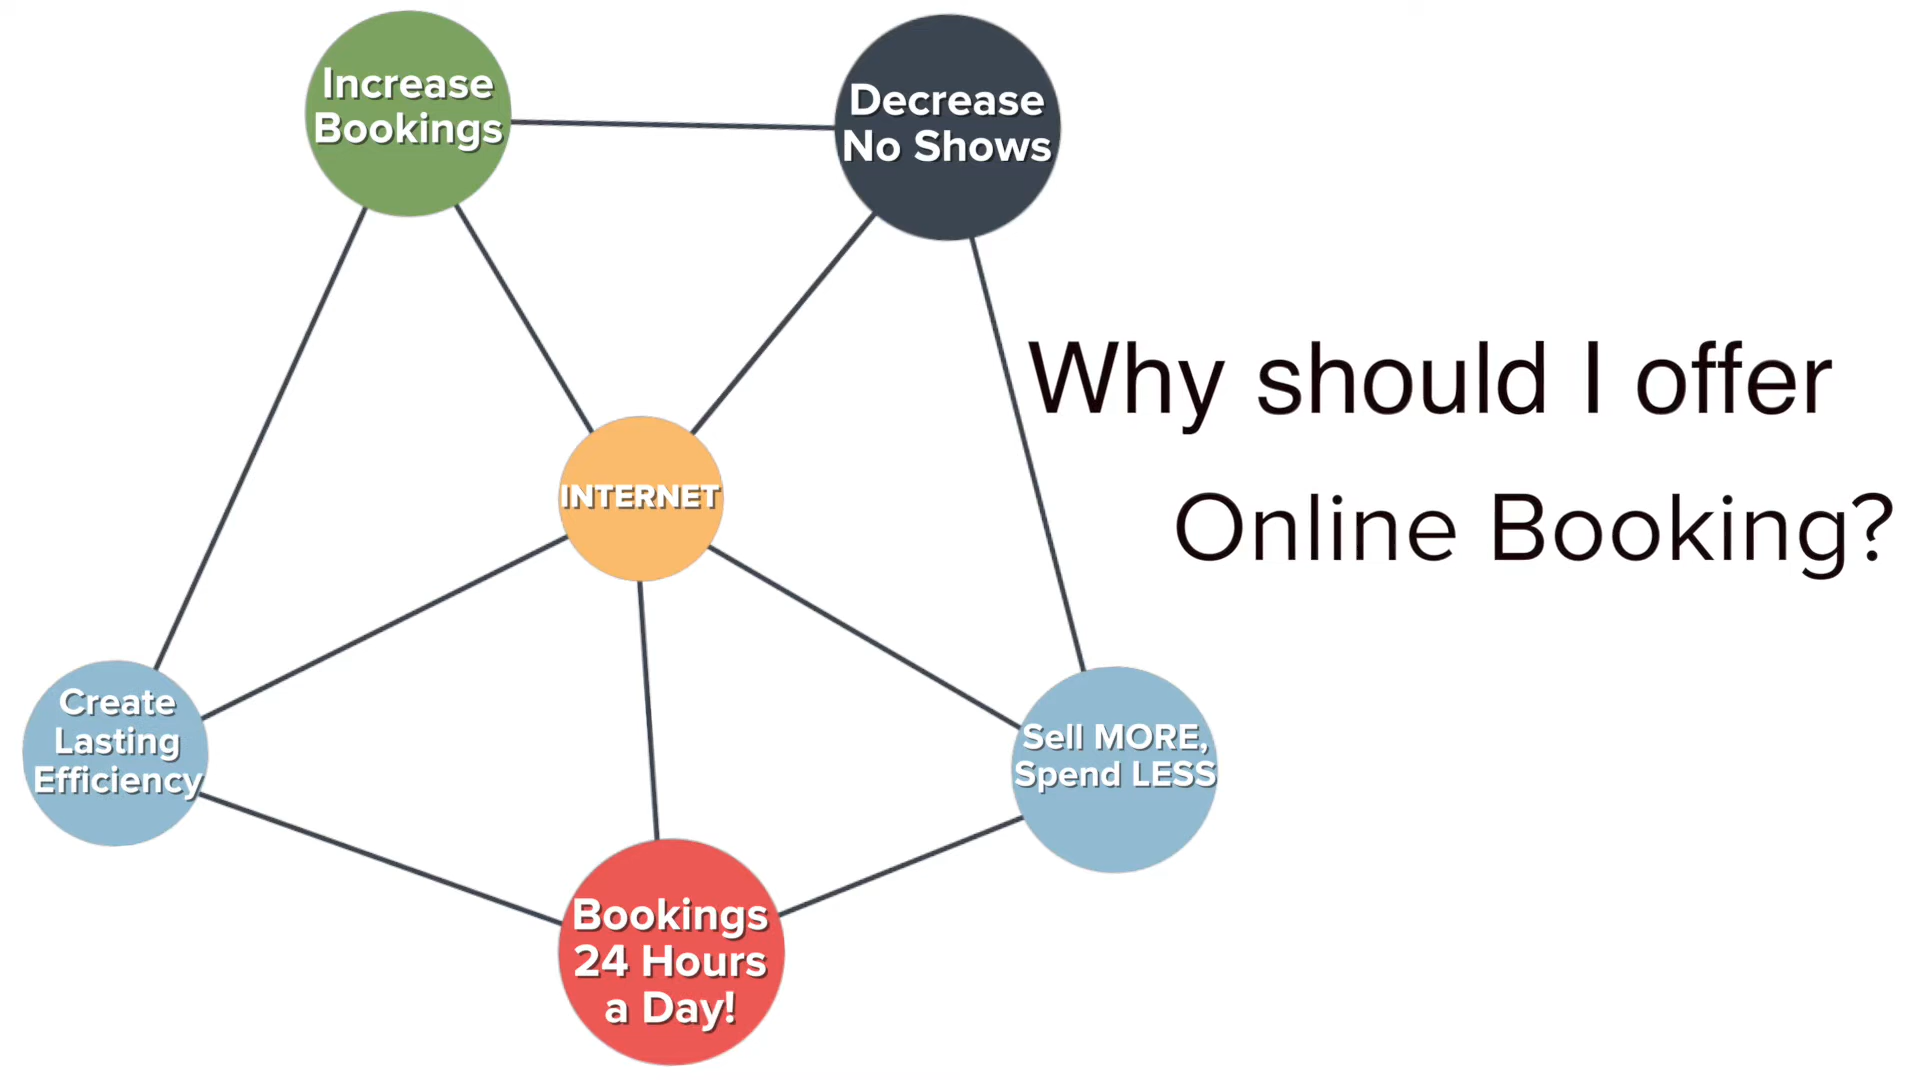 Increase
Bookings
Decrease
No Shows
Why should I offer
Online Booking?
INTERNET
Create
Lasting
Efficiency
Sell MORE,
Spend LESS
Bookings
24 Hours
a Day!